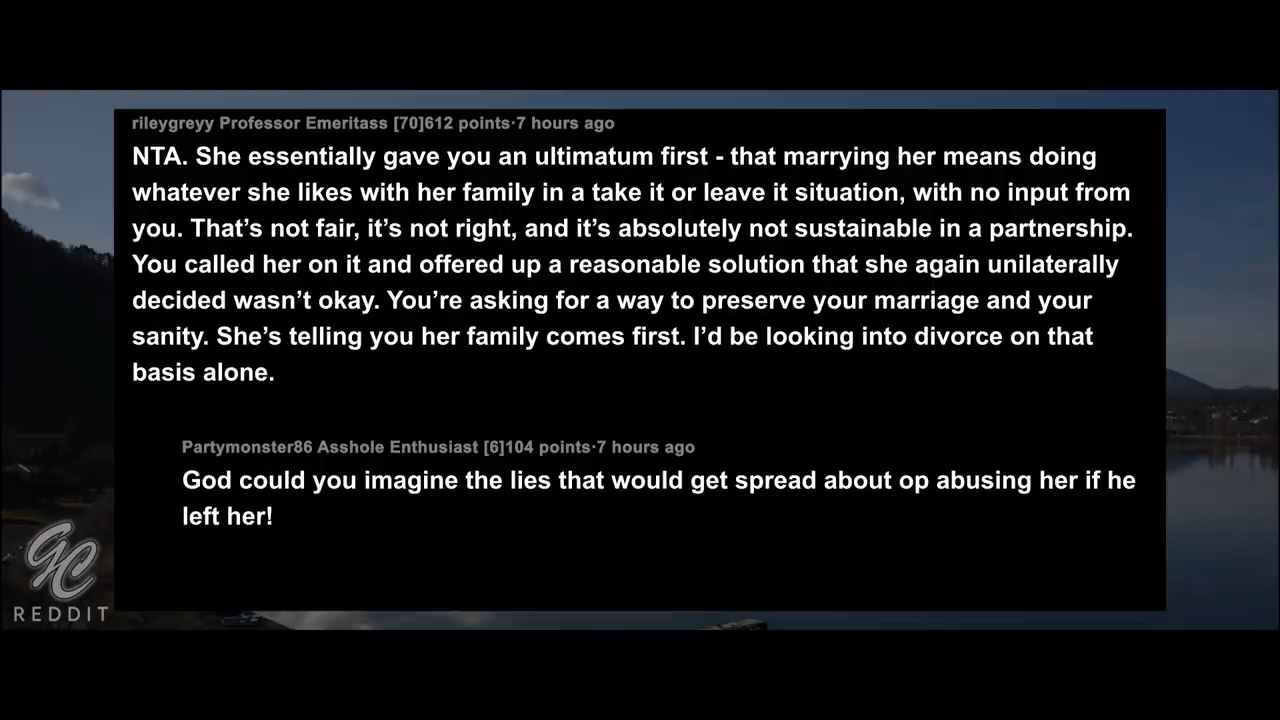 rileygreyy Professor Emeritass [70]612 points·7 hours ago
NTA. She essentially gave you an ultimatum first - that marrying her means doing
whatever she likes with her family in a take it or leave it situation, with no input from
you. That’s not fair, it’s not right, and it’s absolutely not sustainable in a partnership.
You called her on it and offered up a reasonable solution that she again unilaterally
decided wasn’t okay. You’re asking for a way to preserve your marriage and your
sanity. She’s telling you her family comes first. I’d be looking into divorce on that
basis alone.
Partymonster86 Asshole Enthusiast [6]104 points·7 hours ago
God could you imagine the lies that would get spread about op abusing her if he
left her!
GC
REDDIT